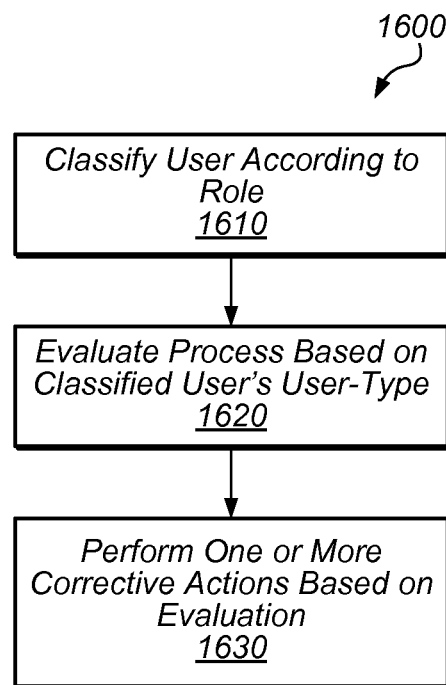 1600
Classify User According to
Role
1610
Evaluate Process Based on
Classified User's User-Type
1620
Perform One or More
Corrective Actions Based on
Evaluation
1630